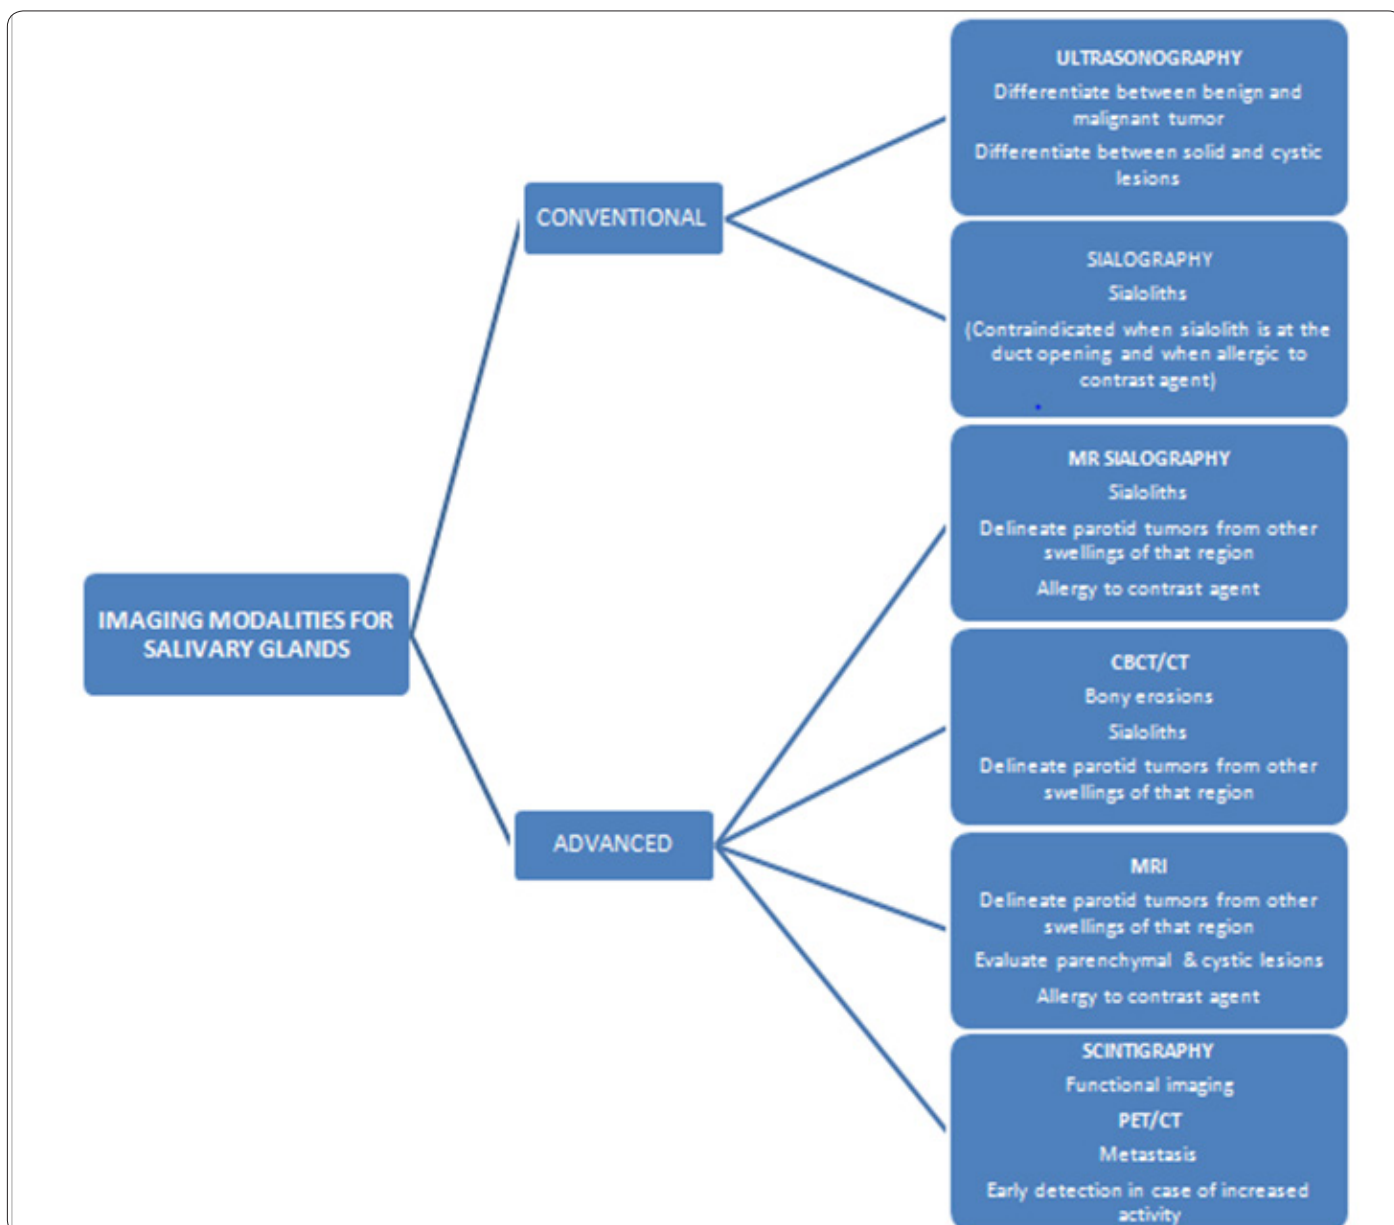 IMAGING MODALITIES FOR
SALIVARY GLANDS
CONVENTIONAL
ULTRASONOGRAPHY
Differentiate between benign and
malignant tumor
Differentiate between solid and cystic
lesions
SIALOGRAPHY
Sialoliths
(Contraindicated when sialolith is at the
duct opening and when allergic to
contrast agent)
ADVANCED
MR SIALOGRAPHY
Sialoliths
Delineate parotid tumors from other
swellings of that region
Allergy to contrast agent
CBCT/CT
Bony erosions
Sialoliths
Delineate parotid tumors from other
swellings of that region
MRI
Delineate parotid tumors from other
swellings of that region
Evaluate parenchymal & cystic lesions
Allergy to contrast agent
SCINTIGRAPHY
Functional imaging
PET/CT
Metastasis
Early detection in case of increased
activity